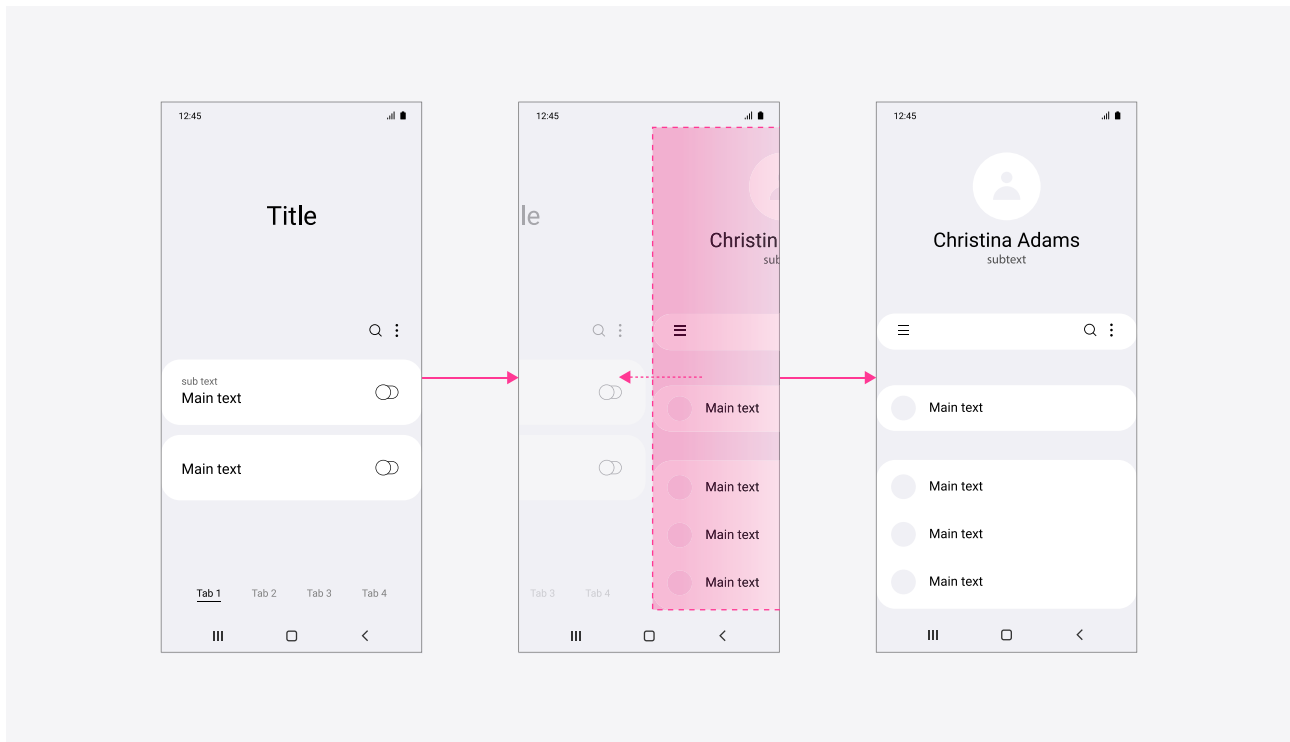 12:45
Title
sub text
Main text
Main text
Tab 1 Tab 2 Tab 3 Tab 4
12:45
le
Christin
sub
Main text
Main text
Main text
Main text
Tab 3 Tab 4
12:45
Christina Adams
subtext
Main text
Main text
Main text
Main text